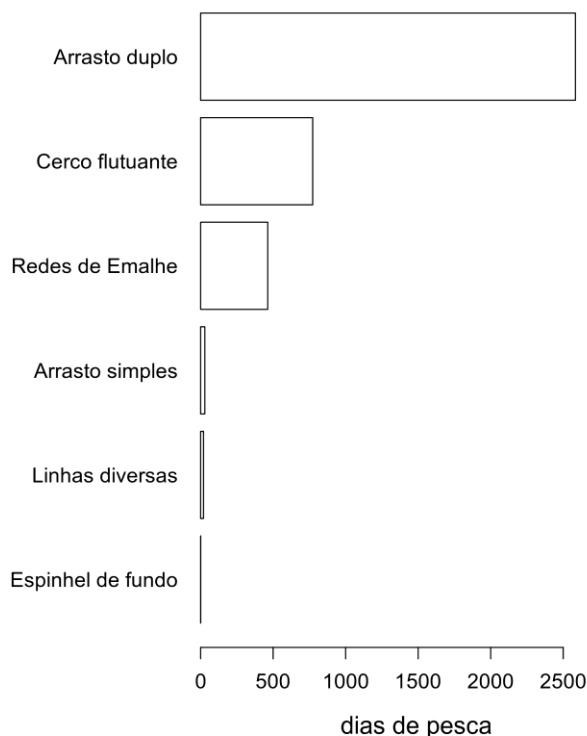 Arrasto duplo
Cerco flutuante
Redes de Emalhe
Arrasto simples
Linhas diversas
Espinhel de fundo
0 500 1000 1500 2000 2500
dias de pesca